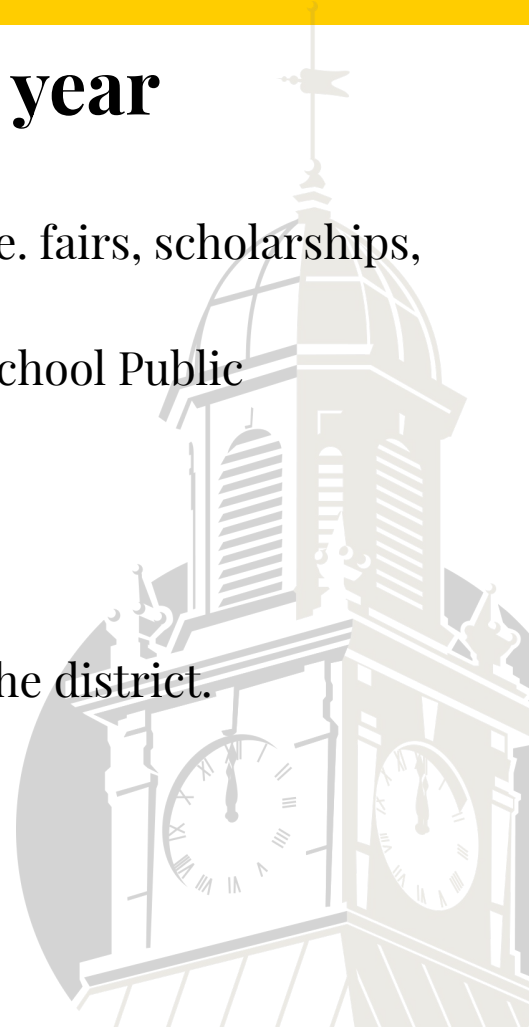 year
e. fairs, scholarships,
chool Public
he district.